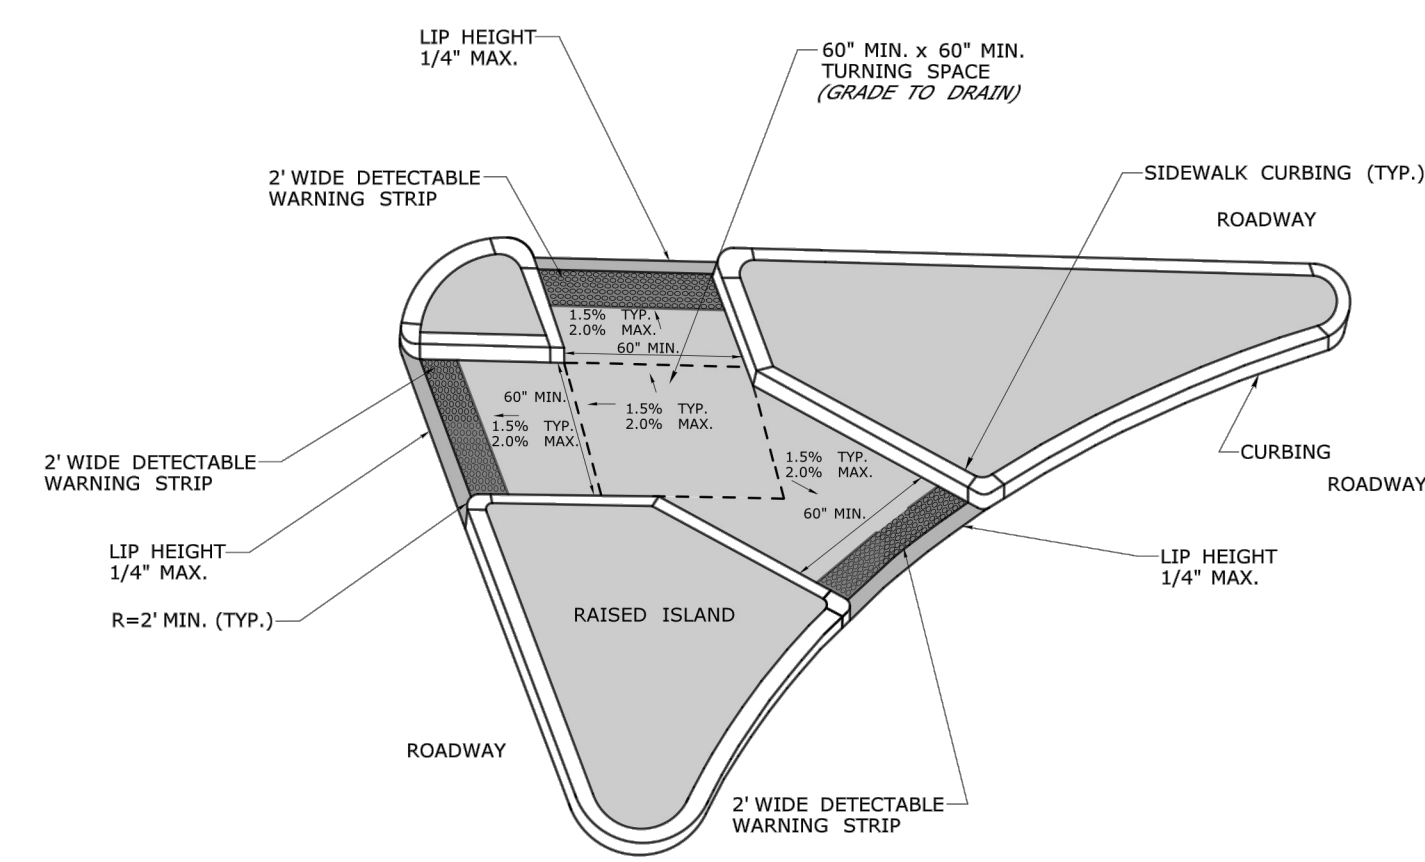 LIP HEIGHT
1/4" MAX.
60" MIN. x 60" MIN.
TURNING SPACE
(GRADE TO DRAIN)
2' WIDE DETECTABLE
WARNING STRIP
SIDEWALK CURBING (TYP.)
ROADWAY
1.5% TYP.
2.0% MAX.
60" MIN.
60" MIN.
1.5% TYP.
2.0% MAX.
1.5% TYP.
2.0% MAX.
1.5% TYP.
2.0% MAX.
60" MIN.
CURBING
ROADWAY
2' WIDE DETECTABLE
WARNING STRIP
LIP HEIGHT
1/4" MAX.
LIP HEIGHT
1/4" MAX.
R=2' MIN. (TYP.)
RAISED ISLAND
ROADWAY
2' WIDE DETECTABLE
WARNING STRIP